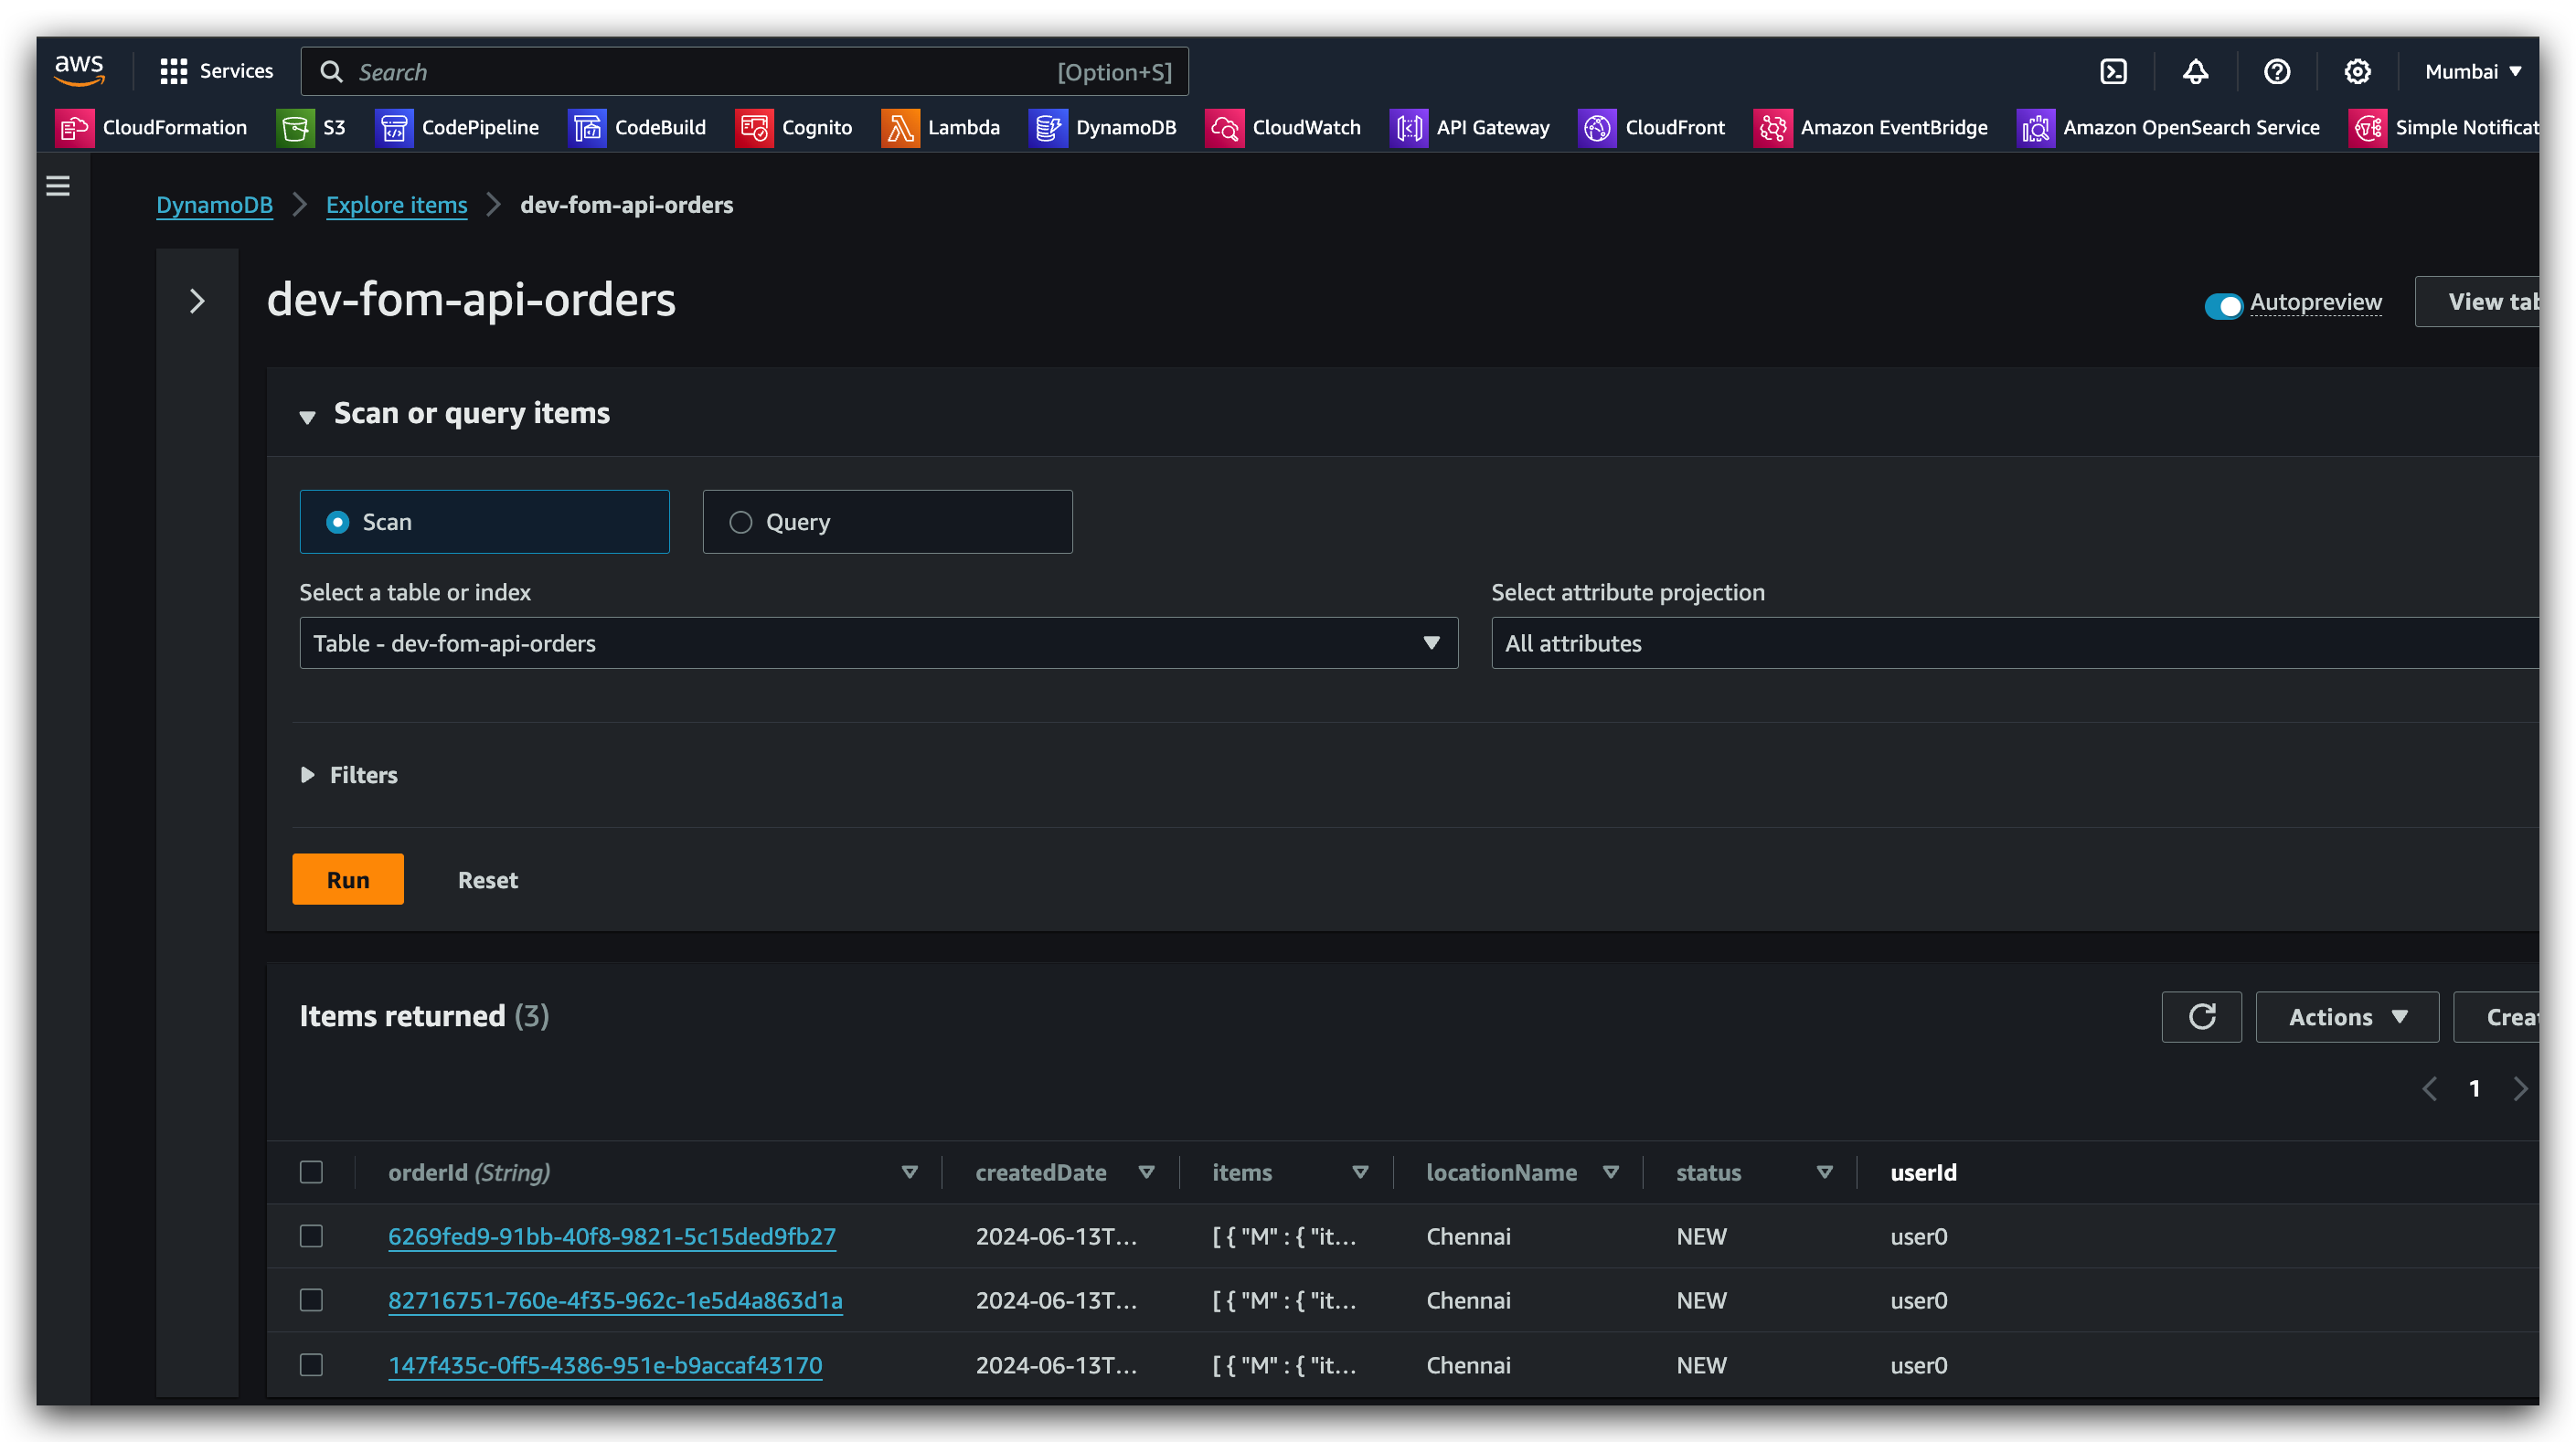 aws Services Search [Option+S] Mumbai
CloudFormation S3 CodePipeline CodeBuild Cognito Lambda DynamoDB CloudWatch API Gateway CloudFront Amazon EventBridge Amazon OpenSearch Service Simple Notificat
DynamoDB Explore items dev-fom-api-orders
dev-fom-api-orders
Autopreview View tab
Scan or query items
Scan Query
Select a table or index Select attribute projection
Table - dev-fom-api-orders All attributes
Filters
Run Reset
Items returned (3)
Actions Creat
1
orderId (String) createdDate items locationName status userId
6269fed9-91bb-40f8-9821-5c15ded9fb27 2024-06-13T... [ { "M" : { "it... Chennai NEW user0
82716751-760e-4f35-962c-1e5d4a863d1a 2024-06-13T... [ { "M" : { "it... Chennai NEW user0
147f435c-0ff5-4386-951e-b9accaf43170 2024-06-13T... [ { "M" : { "it... Chennai NEW user0